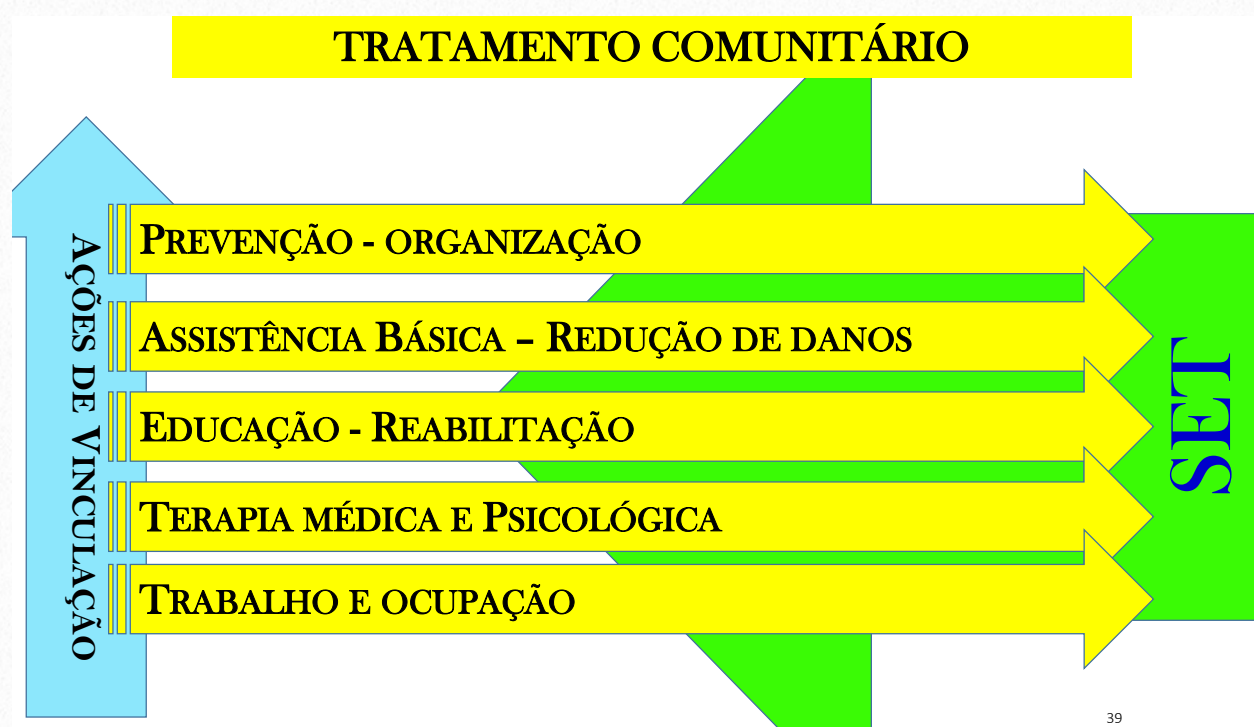 TRATAMENTO COMUNITÁRIO
AÇÕES DE VINCULAÇÃO
PREVENÇÃO - ORGANIZAÇÃO
ASSISTÊNCIA BÁSICA – REDUÇÃO DE DANOS
EDUCAÇÃO - REABILITAÇÃO
TERAPIA MÉDICA E PSICOLÓGICA
TRABALHO E OCUPAÇÃO
SET
39